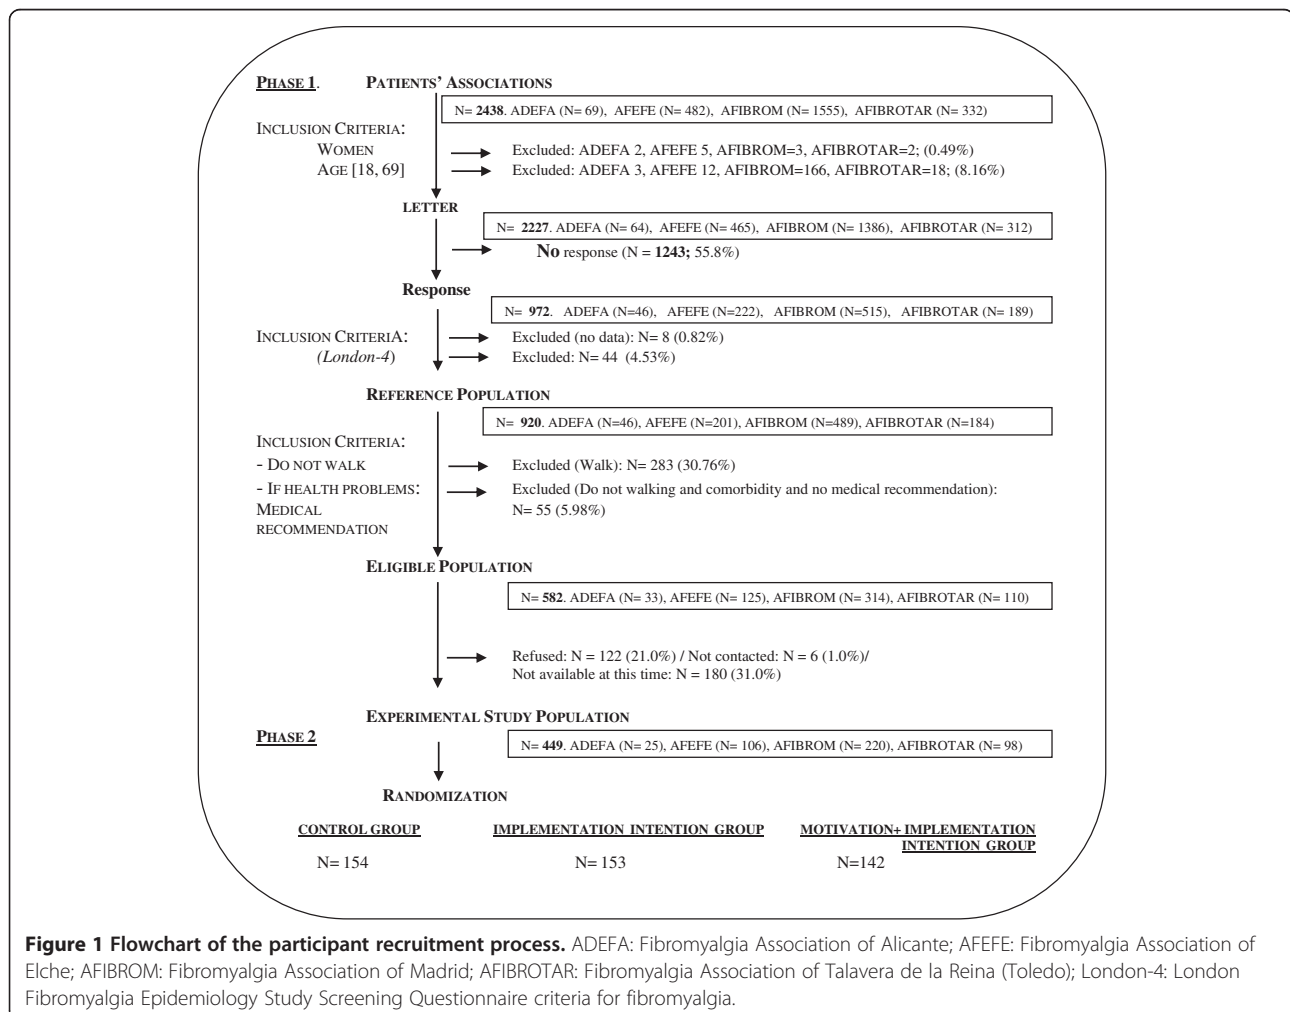 PHASE 1. PATIENTS' ASSOCIATIONS
N= 2438. ADEFA (N= 69), AFEFE (N= 482), AFIBROM (N= 1555), AFIBROTAR (N= 332)
INCLUSION CRITERIA:
WOMEN
Excluded: ADEFA 2, AFEFE 5, AFIBROM=3, AFIBROTAR=2; (0.49%)
AGE [18, 69]
Excluded: ADEFA 3, AFEFE 12, AFIBROM=166, AFIBROTAR=18; (8.16%)
LETTER
N= 2227. ADEFA (N= 64), AFEFE (N= 465), AFIBROM (N= 1386), AFIBROTAR (N= 312)
No response (N = 1243; 55.8%)
Response
N= 972. ADEFA (N=46), AFEFE (N=222), AFIBROM (N=515), AFIBROTAR (N= 189)
INCLUSION CRITERIA:
Excluded (no data): N= 8 (0.82%)
(London-4)
Excluded: N= 44 (4.53%)
REFERENCE POPULATION
N= 920. ADEFA (N=46), AFEFE (N=201), AFIBROM (N=489), AFIBROTAR (N=184)
INCLUSION CRITERIA:
- DO NOT WALK
Excluded (Walk): N= 283 (30.76%)
- IF HEALTH PROBLEMS:
MEDICAL
RECOMMENDATION
Excluded (Do not walking and comorbidity and no medical recommendation):
N= 55 (5.98%)
ELIGIBLE POPULATION
N= 582. ADEFA (N= 33), AFEFE (N= 125), AFIBROM (N= 314), AFIBROTAR (N= 110)
Refused: N = 122 (21.0%) / Not contacted: N = 6 (1.0%)/
Not available at this time: N = 180 (31.0%)
EXPERIMENTAL STUDY POPULATION
PHASE 2
N= 449. ADEFA (N= 25), AFEFE (N= 106), AFIBROM (N= 220), AFIBROTAR (N= 98)
RANDOMIZATION
CONTROL GROUP
N= 154
IMPLEMENTATION INTENTION GROUP
N= 153
MOTIVATION+ IMPLEMENTATION
INTENTION GROUP
N=142
Figure 1 Flowchart of the participant recruitment process. ADEFA: Fibromyalgia Association of Alicante; AFEFE: Fibromyalgia Association of
Elche; AFIBROM: Fibromyalgia Association of Madrid; AFIBROTAR: Fibromyalgia Association of Talavera de la Reina (Toledo); London-4: London
Fibromyalgia Epidemiology Study Screening Questionnaire criteria for fibromyalgia.